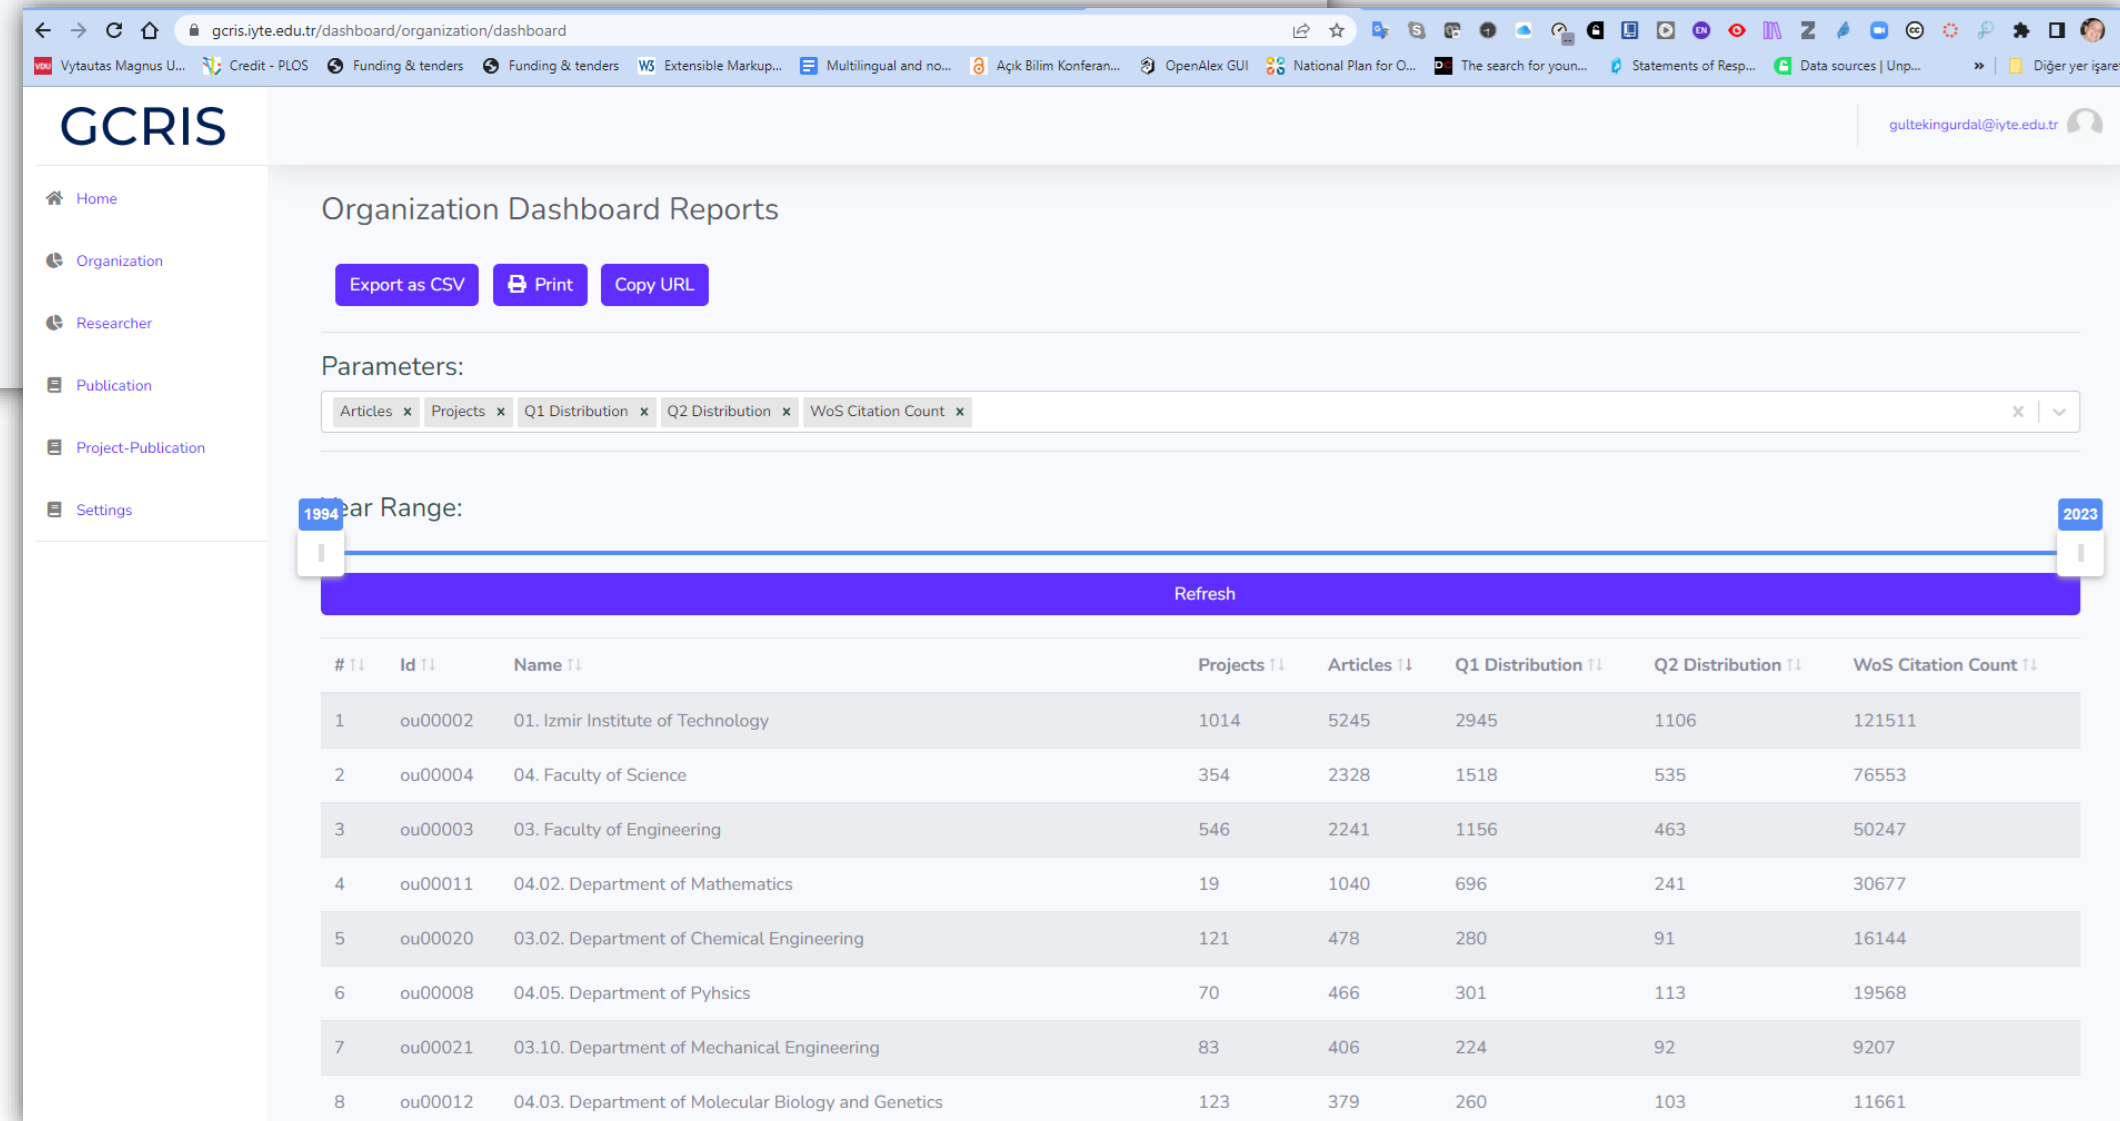 gcris.iyte.edu.tr/dashboard/organization/dashboard
Vytautas Magnus U... Credit - PLOS Funding & tenders Funding & tenders Extensible Markup... Multilingual and no... Açık Bilim Konferan... OpenAlex GUI National Plan for O... The search for youn... Statements of Resp... Data sources | Unp... » Diğer yer işaret
GCRIS
gultekingurdal@iyte.edu.tr
Home
Organization
Researcher
Publication
Project-Publication
Settings
Organization Dashboard Reports
Export as CSV Print Copy URL
Parameters:
Articles x Projects x Q1 Distribution x Q2 Distribution x WoS Citation Count x
Year Range:
1994 2023
Refresh
# Id Name Projects Articles Q1 Distribution Q2 Distribution WoS Citation Count
1 ou00002 01. Izmir Institute of Technology 1014 5245 2945 1106 121511
2 ou00004 04. Faculty of Science 354 2328 1518 535 76553
3 ou00003 03. Faculty of Engineering 546 2241 1156 463 50247
4 ou00011 04.02. Department of Mathematics 19 1040 696 241 30677
5 ou00020 03.02. Department of Chemical Engineering 121 478 280 91 16144
6 ou00008 04.05. Department of Pyhsics 70 466 301 113 19568
7 ou00021 03.10. Department of Mechanical Engineering 83 406 224 92 9207
8 ou00012 04.03. Department of Molecular Biology and Genetics 123 379 260 103 11661